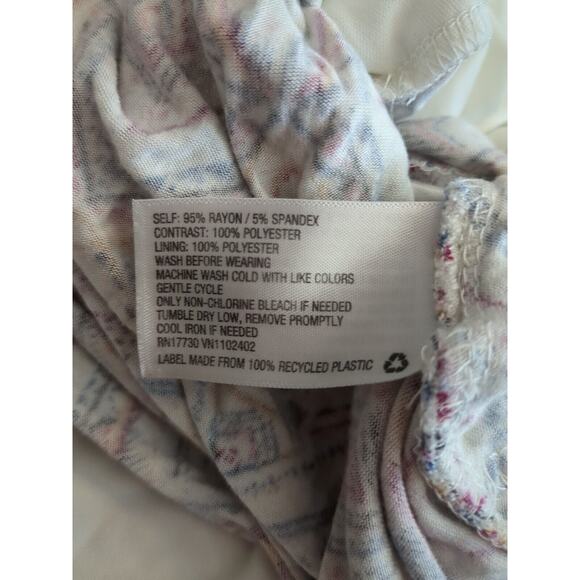 SELF: 95% RAYON / 5% SPANDEX
CONTRAST: 100% POLYESTER
LINING: 100% POLYESTER
WASH BEFORE WEARING
MACHINE WASH COLD WITH LIKE COLORS
GENTLE CYCLE
ONLY NON-CHLORINE BLEACH IF NEEDED
TUMBLE DRY LOW, REMOVE PROMPTLY
COOL IRON IF NEEDED
RN17730 VN1102402
LABEL MADE FROM 100% RECYCLED PLASTIC